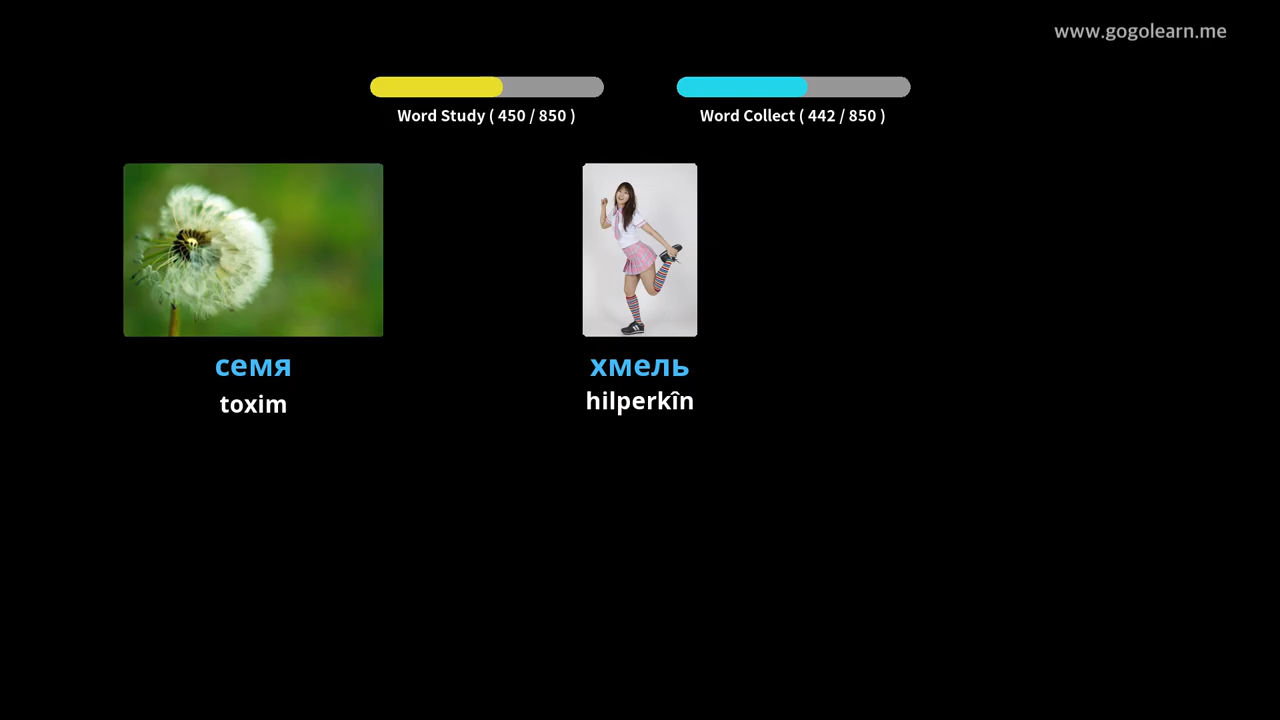 www.gogolearn.me
Word Study ( 450 / 850 )
Word Collect ( 442 / 850 )
семя
toxim
хмель
hilperkîn